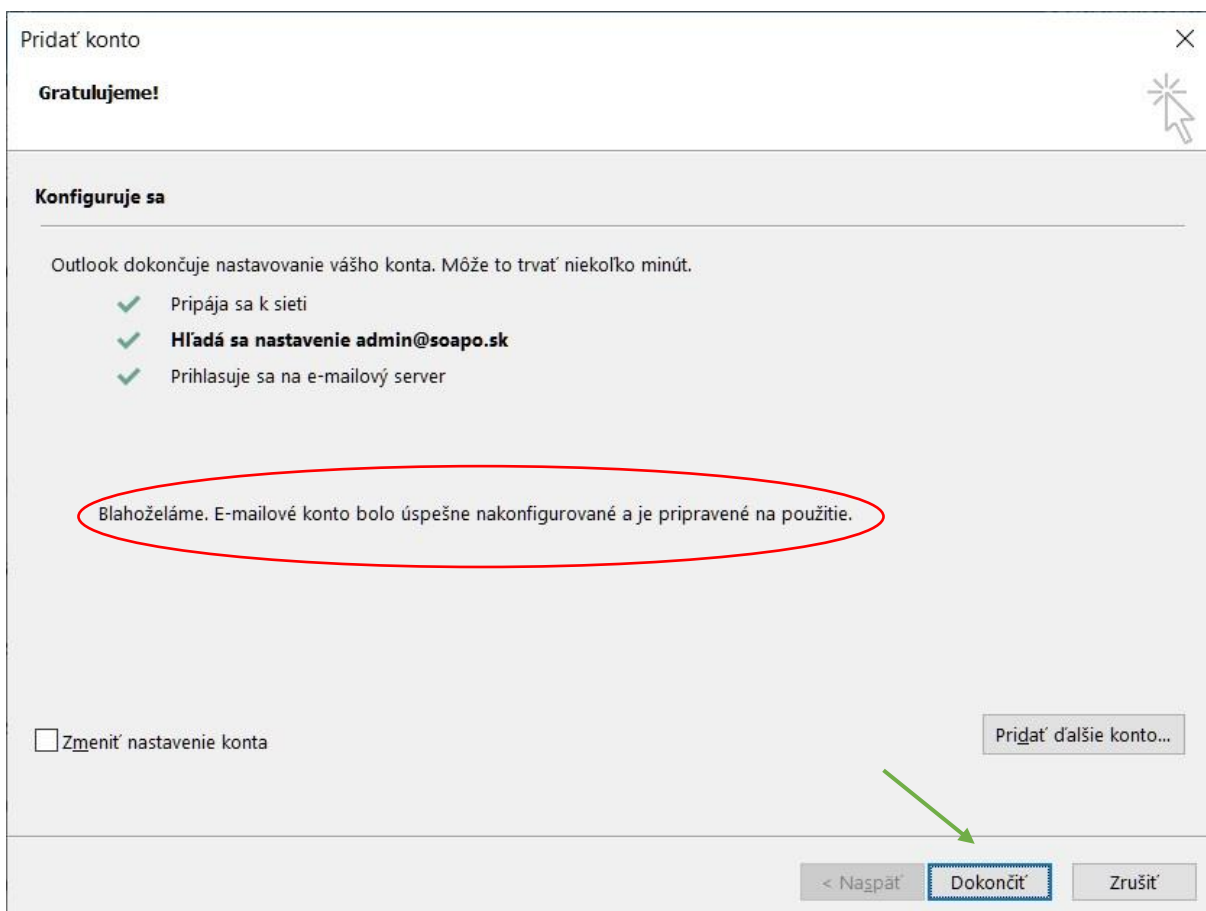 Pridať konto
Gratulujeme!
Konfiguruje sa
Outlook dokončuje nastavovanie vášho konta. Môže to trvať niekoľko minút.
Pripája sa k sieti
Hľadá sa nastavenie admin@soapo.sk
Prihlasuje sa na e-mailový server
Blahoželáme. E-mailové konto bolo úspešne nakonfigurované a je pripravené na použitie.
Zmeniť nastavenie konta
Pridať ďalšie konto...
< Naspäť
Dokončiť
Zrušiť